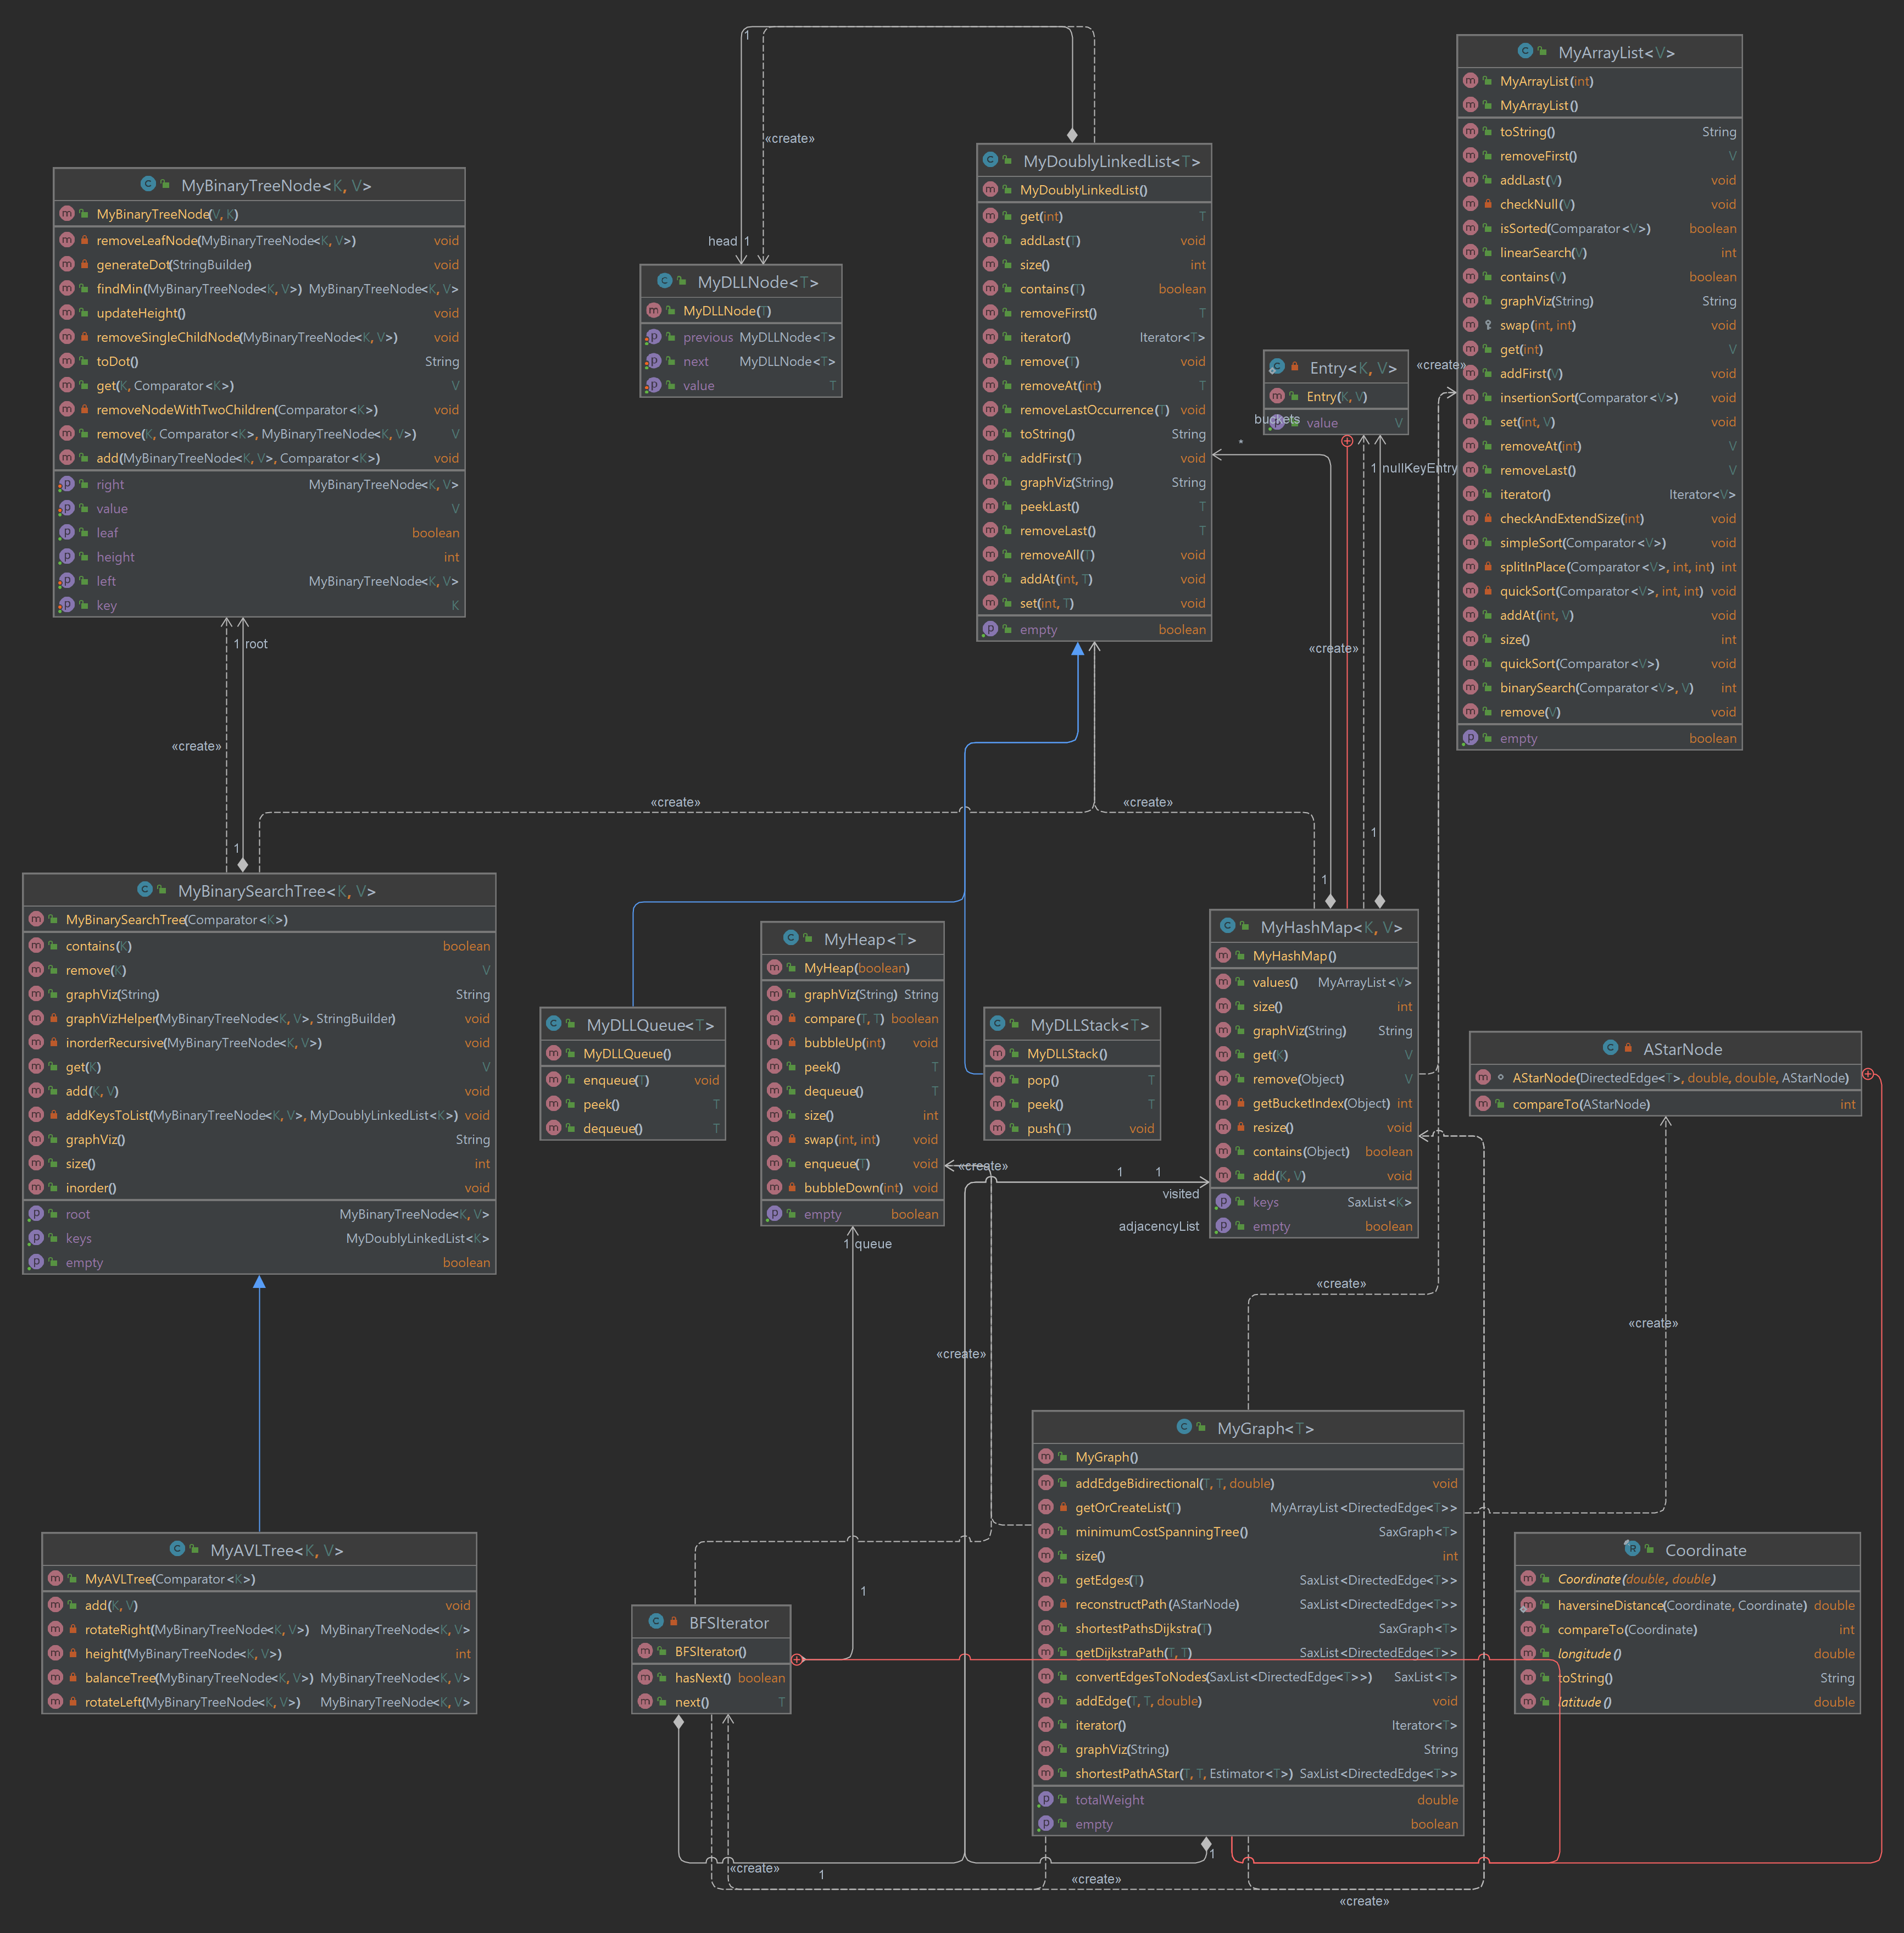 MyBinaryTreeNode<K, V>
MyBinaryTreeNode(V, K)
removeLeafNode(MyBinaryTreeNode<K, V>) void
generateDot(StringBuilder) void
findMin(MyBinaryTreeNode<K, V>) MyBinaryTreeNode<K, V>
updateHeight() void
removeSingleChildNode(MyBinaryTreeNode<K, V>) void
toDot() String
get(K, Comparator<K>) V
removeNodeWithTwoChildren(Comparator<K>) void
remove(K, Comparator<K>, MyBinaryTreeNode<K, V>) V
add(MyBinaryTreeNode<K, V>, Comparator<K>) void
right MyBinaryTreeNode<K, V>
value V
leaf boolean
height int
left MyBinaryTreeNode<K, V>
key K
1
«create»
head 1
MyDLLNode<T>
MyDLLNode(T)
previous MyDLLNode<T>
next MyDLLNode<T>
value T
MyDoublyLinkedList<T>
MyDoublyLinkedList()
get(int) T
addLast(T) void
size() int
contains(T) boolean
removeFirst() T
iterator() Iterator<T>
remove(T) void
removeAt(int) T
removeLastOccurrence(T) void
toString() String
addFirst(T) void
graphViz(String) String
peekLast() T
removeLast() T
removeAll(T) void
addAt(int, T) void
set(int, T) void
empty boolean
Entry<K, V>
Entry(K, V)
value V
buckets
*
«create»
1 nullKeyEntry
«create»
MyArrayList<V>
MyArrayList(int)
MyArrayList()
toString() String
removeFirst() V
addLast(V) void
checkNull(V) void
isSorted(Comparator<V>) boolean
linearSearch(V) int
contains(V) boolean
graphViz(String) String
swap(int, int) void
get(int) V
addFirst(V) void
insertionSort(Comparator<V>) void
set(int, V) void
removeAt(int) V
removeLast() V
iterator() Iterator<V>
checkAndExtendSize(int) void
simpleSort(Comparator<V>) void
splitInPlace(Comparator<V>, int, int) int
quickSort(Comparator<V>, int, int) void
addAt(int, V) void
size() int
quickSort(Comparator<V>) void
binarySearch(Comparator<V>, V) int
remove(V) void
empty boolean
1 root
«create»
«create»
«create»
1
1
1
MyBinarySearchTree<K, V>
MyBinarySearchTree(Comparator<K>)
contains(K) boolean
remove(K) V
graphViz(String) String
graphVizHelper(MyBinaryTreeNode<K, V>, StringBuilder) void
inorderRecursive(MyBinaryTreeNode<K, V>) void
get(K) V
add(K, V) void
addKeysToList(MyBinaryTreeNode<K, V>, MyDoublyLinkedList<K>) void
graphViz() String
size() int
inorder() void
root MyBinaryTreeNode<K, V>
keys MyDoublyLinkedList<K>
empty boolean
MyDLLQueue<T>
MyDLLQueue()
enqueue(T) void
peek() T
dequeue() T
MyHeap<T>
MyHeap(boolean)
graphViz(String) String
compare(T, T) boolean
bubbleUp(int) void
peek() T
dequeue() T
size() int
swap(int, int) void
enqueue(T) void
bubbleDown(int) void
empty boolean
MyDLLStack<T>
MyDLLStack()
pop() T
peek() T
push(T) void
MyHashMap<K, V>
MyHashMap()
values() MyArrayList<V>
size() int
graphViz(String) String
get(K) V
remove(Object) V
getBucketIndex(Object) int
resize() void
contains(Object) boolean
add(K, V) void
keys SaxList<K>
empty boolean
AStarNode
AStarNode(DirectedEdge<T>, double, double, AStarNode)
compareTo(AStarNode) int
«create»
1 1
visited
adjacencyList
1 queue
«create»
«create»
«create»
MyAVLTree<K, V>
MyAVLTree(Comparator<K>)
add(K, V) void
rotateRight(MyBinaryTreeNode<K, V>) MyBinaryTreeNode<K, V>
height(MyBinaryTreeNode<K, V>) int
balanceTree(MyBinaryTreeNode<K, V>) MyBinaryTreeNode<K, V>
rotateLeft(MyBinaryTreeNode<K, V>) MyBinaryTreeNode<K, V>
1
BFSIterator
BFSIterator()
hasNext() boolean
next() T
MyGraph<T>
MyGraph()
addEdgeBidirectional(T, T, double) void
getOrCreateList(T) MyArrayList<DirectedEdge<T>>
minimumCostSpanningTree() SaxGraph<T>
size() int
getEdges(T) SaxList<DirectedEdge<T>>
reconstructPath(AStarNode) SaxList<DirectedEdge<T>>
shortestPathsDijkstra(T) SaxGraph<T>
getDijkstraPath(T, T) SaxList<DirectedEdge<T>>
convertEdgesToNodes(SaxList<DirectedEdge<T>>) SaxList<T>
addEdge(T, T, double) void
iterator() Iterator<T>
graphViz(String) String
shortestPathAStar(T, T, Estimator<T>) SaxList<DirectedEdge<T>>
totalWeight double
empty boolean
Coordinate
Coordinate(double, double)
haversineDistance(Coordinate, Coordinate) double
compareTo(Coordinate) int
longitude() double
toString() String
latitude() double
1
«create»
1
«create»
«create»